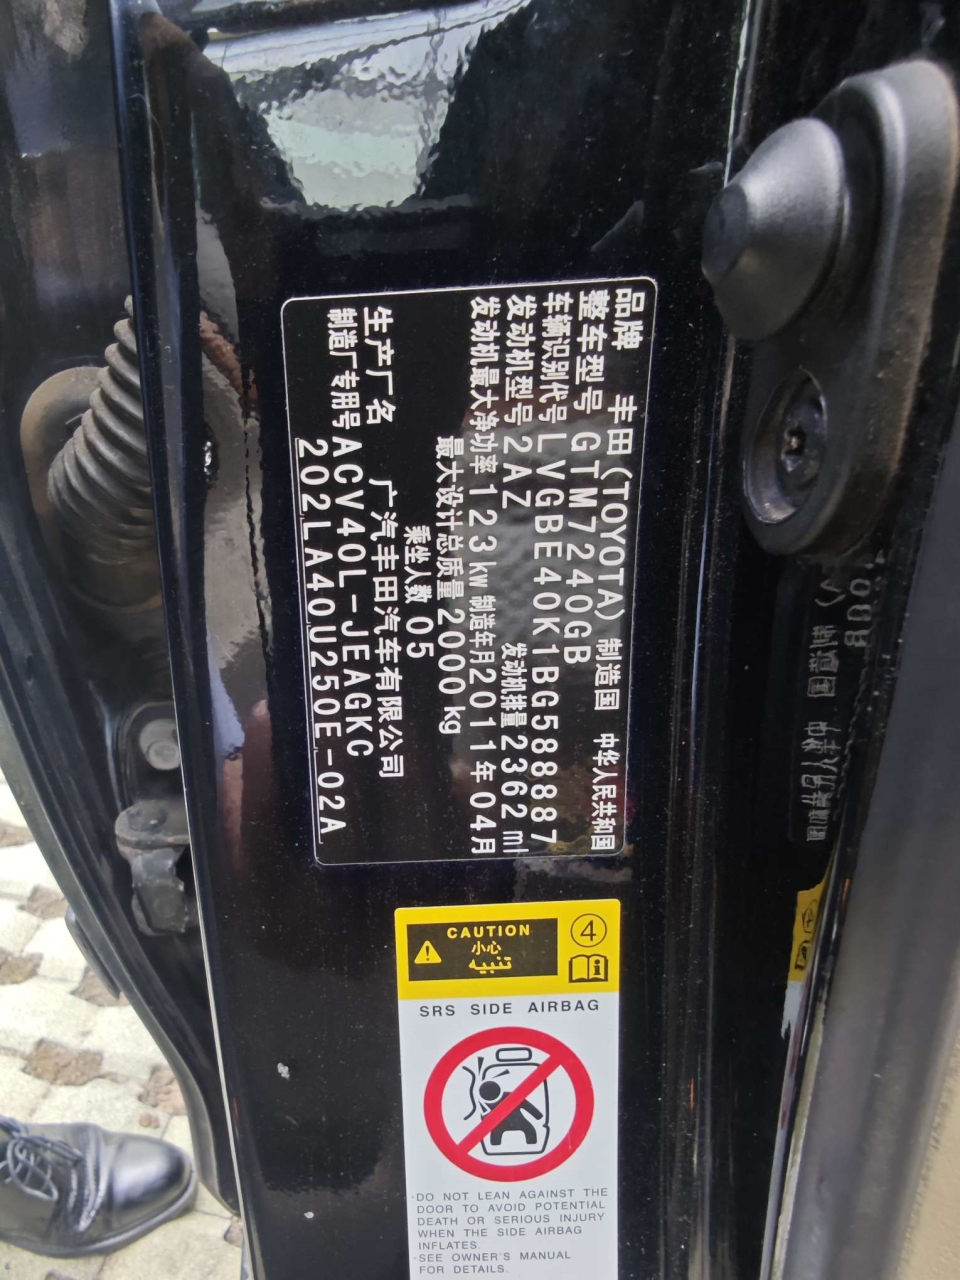 品牌 丰田(TOYOTA) 制造国 中华人民共和国
整车型号 GTM7240GB
车辆识别代号 LVGBE40K1BG588887
发动机型号 2AZ 发动机排量 2362 ml
发动机最大净功率 123 kw 制造年月 2011年04月
最大设计总质量 2000 kg
乘坐人数 05
生产厂名 广汽丰田汽车有限公司
制造厂专用号 ACV40L-JEAGKC
202LA40U250E-02A
CAUTION
小心
تنبيه
4
SRS SIDE AIRBAG
·DO NOT LEAN AGAINST THE
DOOR TO AVOID POTENTIAL
DEATH OR SERIOUS INJURY
WHEN THE SIDE AIRBAG
INFLATES.
·SEE OWNER'S MANUAL
FOR DETAILS.